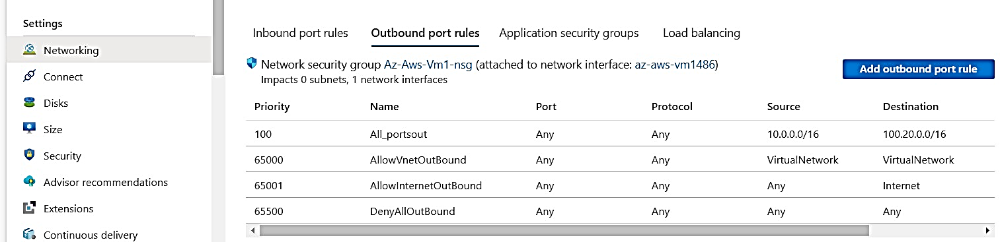 Settings
Networking
Connect
Disks
Size
Security
Advisor recommendations
Extensions
Continuous delivery
Inbound port rules Outbound port rules Application security groups Load balancing
Network security group Az-Aws-Vm1-nsg (attached to network interface: az-aws-vm1486)
Impacts 0 subnets, 1 network interfaces
Add outbound port rule
Priority Name Port Protocol Source Destination
100 All_portsout Any Any 10.0.0.0/16 100.20.0.0/16
65000 AllowVnetOutBound Any Any VirtualNetwork VirtualNetwork
65001 AllowInternetOutBound Any Any Any Internet
65500 DenyAllOutBound Any Any Any Any